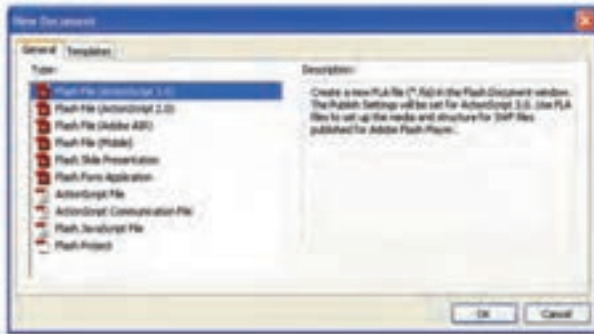 New Document
General Templates
Type:
Flash File (ActionScript 3.0)
Flash File (ActionScript 2.0)
Flash File (Adobe AIR)
Flash File (Mobile)
Flash Slide Presentation
Flash Form Application
ActionScript File
ActionScript Communication File
Flash JavaScript File
Flash Project
Description:
Create a new FLA file (*.fla) in the Flash Document window.
The Publish Settings will be set for ActionScript 3.0. Use FLA
files to set up the media and structure for SWF files
published for Adobe Flash Player.
OK Cancel